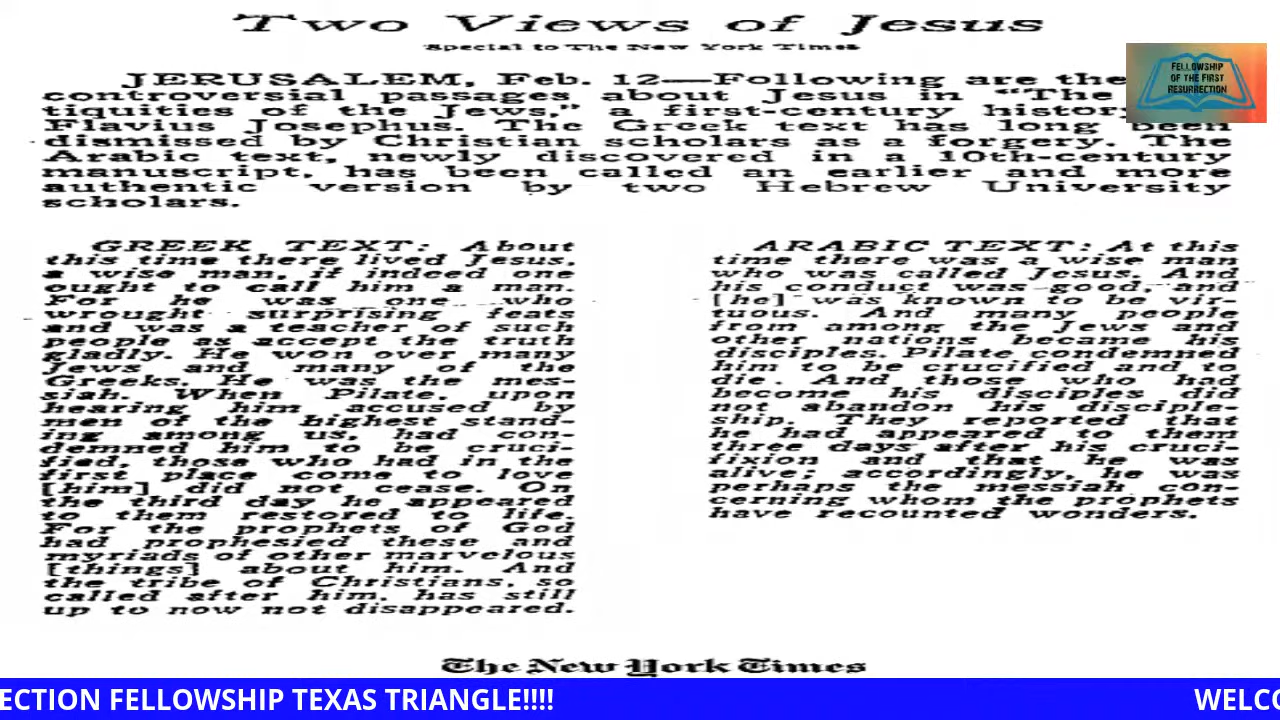 Two Views of Jesus
Special to The New York Times
JERUSALEM, Feb. 12—Following are the
controversial passages about Jesus in "The
tiquities of the Jews," a first-century histor
Flavius Josephus. The Greek text has long been
dismissed by Christian scholars as a forgery. The
Arabic text, newly discovered in a 10th-century
manuscript, has been called an earlier and more
authentic version by two Hebrew University
scholars.
FELLOWSHIP
OF THE FIRST
RESURRECTION
GREEK TEXT: About
this time there lived Jesus,
a wise man, if indeed one
ought to call him a man.
For he was one who
wrought surprising feats
and was a teacher of such
people as accept the truth
gladly. He won over many
Jews and many of the
Greeks. He was the mes-
siah. When Pilate, upon
hearing him accused by
men of the highest stand-
ing among us, had con-
demned him to be cruci-
fied, those who had in the
first place come to love
[him] did not cease. On
the third day he appeared
to them restored to life.
For the prophets of God
had prophesied these and
myriads of other marvelous
[things] about him. And
the tribe of Christians, so
called after him, has still
up to now not disappeared.
ARABIC TEXT: At this
time there was a wise man
who was called Jesus. And
his conduct was good, and
[he] was known to be vir-
tuous. And many people
from among the Jews and
other nations became his
disciples. Pilate condemned
him to be crucified and to
die. And those who had
become his disciples did
not abandon his disciple-
ship. They reported that
he had appeared to them
three days after his cruci-
fixion and that he was
alive; accordingly, he was
perhaps the messiah con-
cerning whom the prophets
have recounted wonders.
The New York Times
ECTION FELLOWSHIP TEXAS TRIANGLE!!!! WELCO